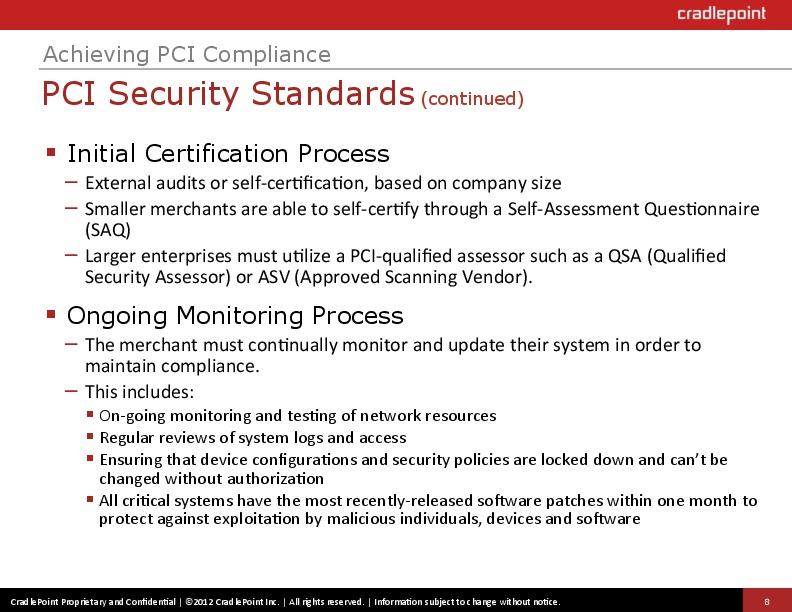 cradlepoint
Achieving PCI Compliance
PCI Security Standards (continued)
▪ Initial Certification Process
– External audits or self-certification, based on company size
– Smaller merchants are able to self-certify through a Self-Assessment Questionnaire
(SAQ)
– Larger enterprises must utilize a PCI-qualified assessor such as a QSA (Qualified
Security Assessor) or ASV (Approved Scanning Vendor).
▪ Ongoing Monitoring Process
– The merchant must continually monitor and update their system in order to
maintain compliance.
– This includes:
▪ On-going monitoring and testing of network resources
▪ Regular reviews of system logs and access
▪ Ensuring that device configurations and security policies are locked down and can't be
changed without authorization
▪ All critical systems have the most recently-released software patches within one month to
protect against exploitation by malicious individuals, devices and software
CradlePoint Proprietary and Confidential | ©2012 CradlePoint Inc. | All rights reserved. | Information subject to change without notice.
8